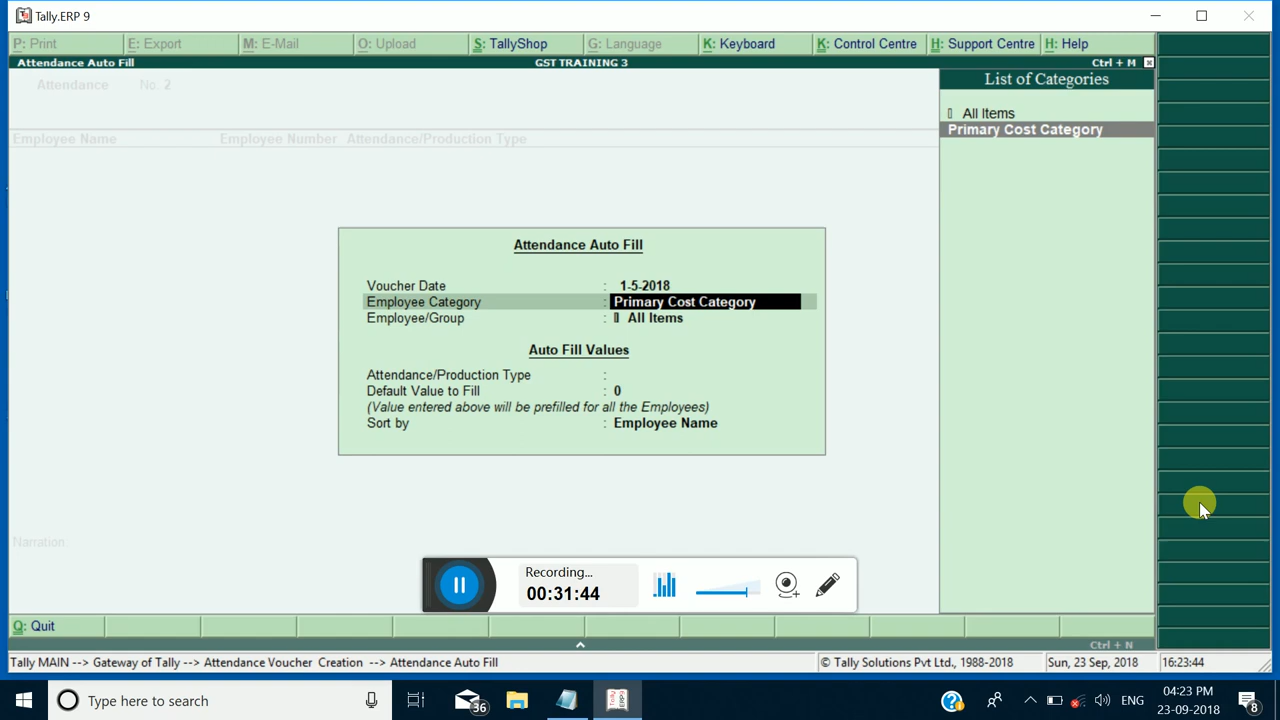 Tally.ERP 9
P: Print E: Export M: E-Mail O: Upload S: TallyShop G: Language K: Keyboard K: Control Centre H: Support Centre H: Help
Attendance Auto Fill GST TRAINING 3 Ctrl + M
Attendance No. 2
Employee Name Employee Number Attendance/Production Type
List of Categories
All Items
Primary Cost Category
Attendance Auto Fill
Voucher Date : 1-5-2018
Employee Category : Primary Cost Category
Employee/Group : All Items
Auto Fill Values
Attendance/Production Type :
Default Value to Fill : 0
(Value entered above will be prefilled for all the Employees)
Sort by : Employee Name
Narration:
Recording...
00:31:44
Q: Quit
Ctrl + N
Tally MAIN --> Gateway of Tally --> Attendance Voucher Creation --> Attendance Auto Fill © Tally Solutions Pvt Ltd., 1988-2018 Sun, 23 Sep, 2018 16:23:44
Type here to search 36 ENG 04:23 PM 23-09-2018 8